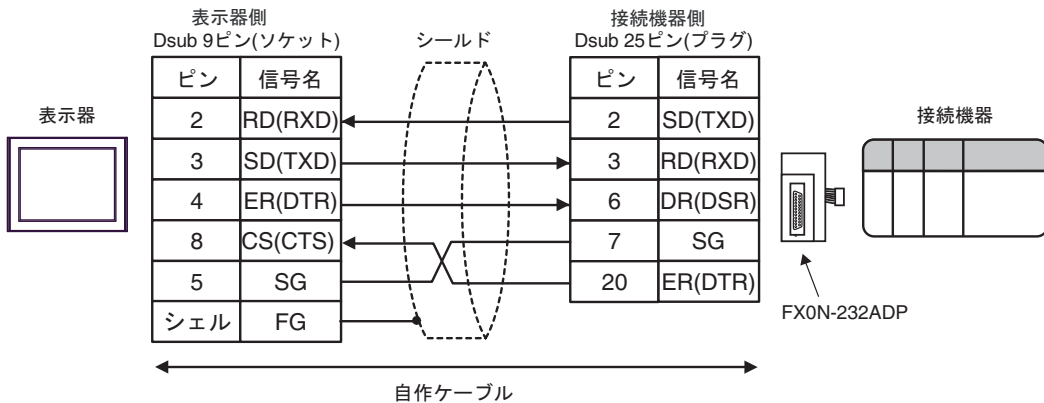 表示器側
Dsub 9ピン(ソケット)
シールド
接続機器側
Dsub 25ピン(プラグ)
表示器
接続機器
ピン 信号名
2 RD(RXD)
3 SD(TXD)
4 ER(DTR)
8 CS(CTS)
5 SG
シェル FG
ピン 信号名
2 SD(TXD)
3 RD(RXD)
6 DR(DSR)
7 SG
20 ER(DTR)
FX0N-232ADP
自作ケーブル